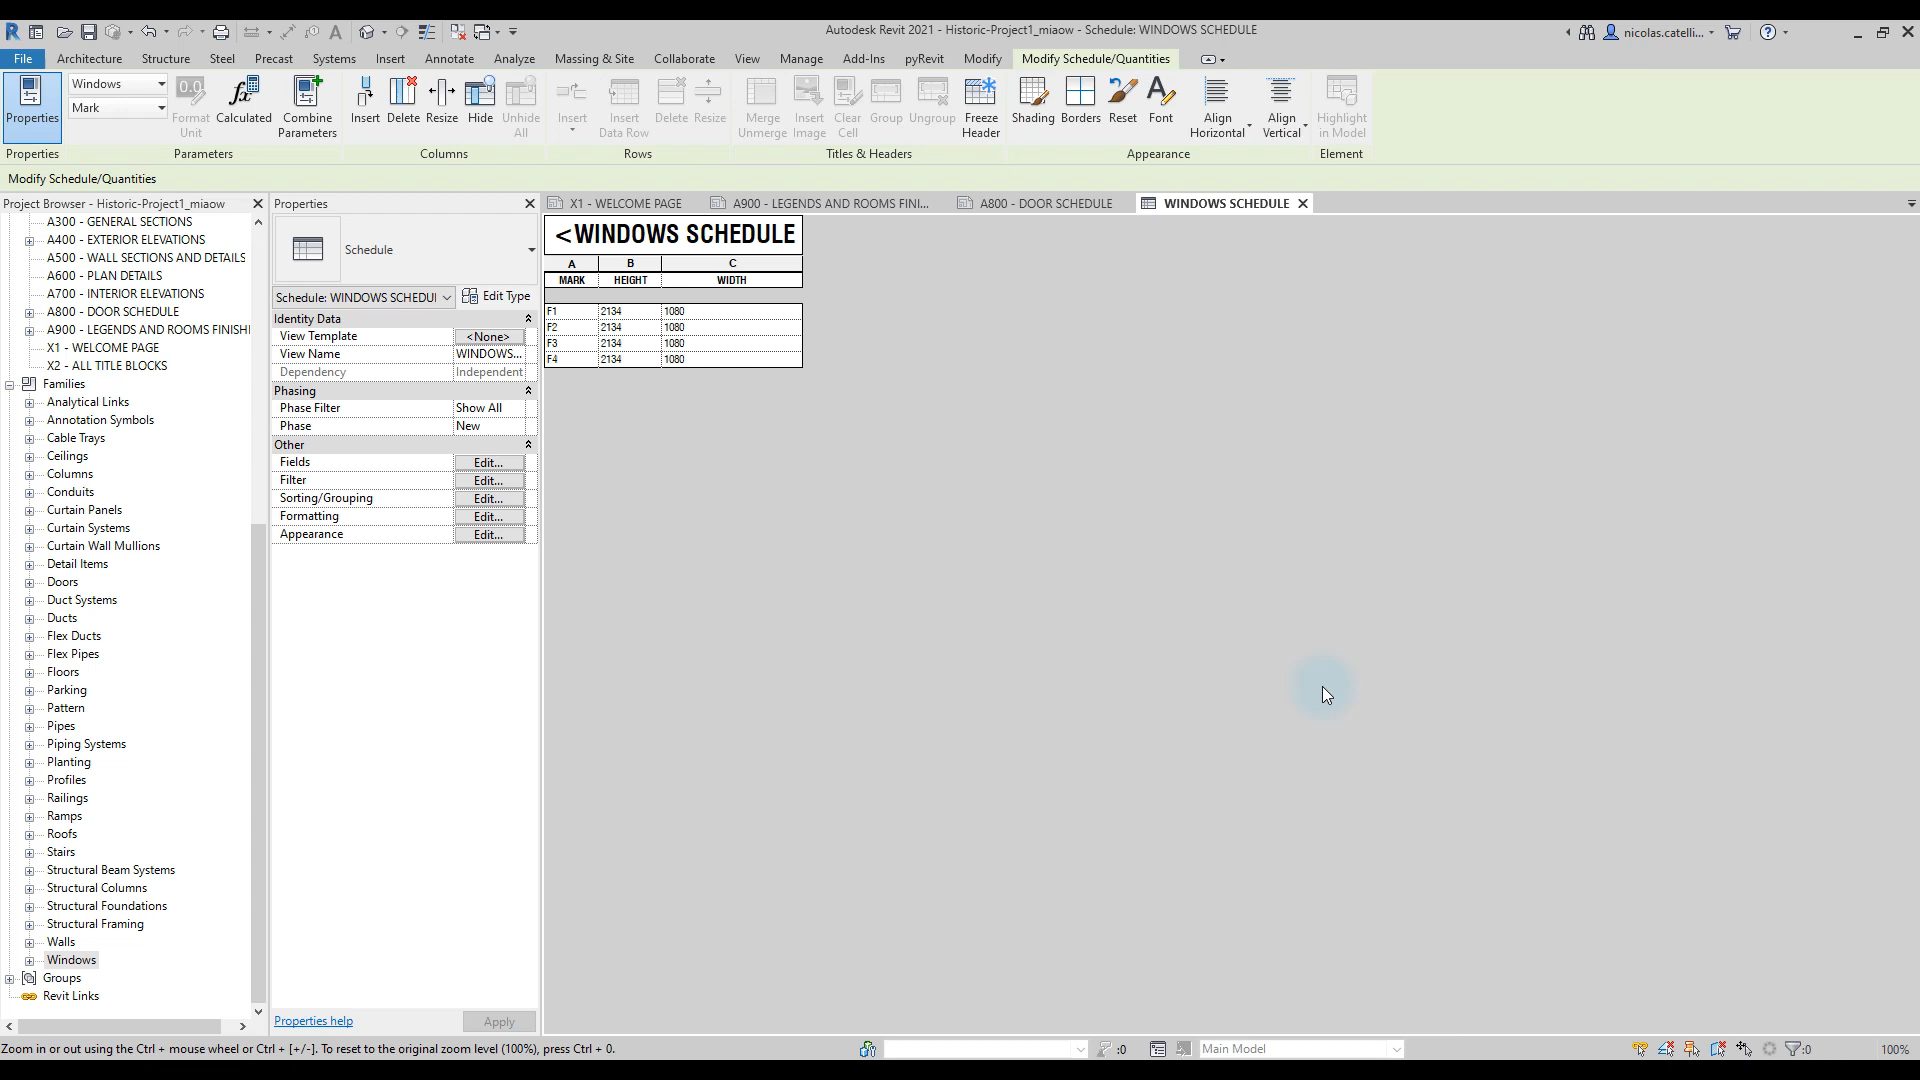 Autodesk Revit 2021 - Historic-Project1_miaow - Schedule: WINDOWS SCHEDULE
nicolas.catelli...
File Architecture Structure Steel Precast Systems Insert Annotate Analyze Massing & Site Collaborate View Manage Add-Ins pyRevit Modify Modify Schedule/Quantities
Properties
Windows
Mark
Format Unit
Calculated
Combine Parameters
Insert
Delete
Resize
Hide
Unhide All
Insert
Insert Data Row
Delete
Resize
Merge Unmerge
Insert Image
Clear Cell
Group
Ungroup
Freeze Header
Shading
Borders
Reset
Font
Align Horizontal
Align Vertical
Highlight in Model
Properties Parameters Columns Rows Titles & Headers Appearance Element
Modify Schedule/Quantities
Project Browser - Historic-Project1_miaow
A300 - GENERAL SECTIONS
A400 - EXTERIOR ELEVATIONS
A500 - WALL SECTIONS AND DETAILS
A600 - PLAN DETAILS
A700 - INTERIOR ELEVATIONS
A800 - DOOR SCHEDULE
A900 - LEGENDS AND ROOMS FINISHI
X1 - WELCOME PAGE
X2 - ALL TITLE BLOCKS
Families
Analytical Links
Annotation Symbols
Cable Trays
Ceilings
Columns
Conduits
Curtain Panels
Curtain Systems
Curtain Wall Mullions
Detail Items
Doors
Duct Systems
Ducts
Flex Ducts
Flex Pipes
Floors
Parking
Pattern
Pipes
Piping Systems
Planting
Profiles
Railings
Ramps
Roofs
Stairs
Structural Beam Systems
Structural Columns
Structural Foundations
Structural Framing
Walls
Windows
Groups
Revit Links
Properties
Schedule
Schedule: WINDOWS SCHEDUI
Edit Type
Identity Data
View Template <None>
View Name WINDOWS...
Dependency Independent
Phasing
Phase Filter Show All
Phase New
Other
Fields Edit...
Filter Edit...
Sorting/Grouping Edit...
Formatting Edit...
Appearance Edit...
Properties help
Apply
X1 - WELCOME PAGE
A900 - LEGENDS AND ROOMS FINI...
A800 - DOOR SCHEDULE
WINDOWS SCHEDULE
<WINDOWS SCHEDULE
A B C
MARK HEIGHT WIDTH
F1 2134 1080
F2 2134 1080
F3 2134 1080
F4 2134 1080
Zoom in or out using the Ctrl + mouse wheel or Ctrl + [+/-]. To reset to the original zoom level (100%), press Ctrl + 0.
:0
Main Model
:0
100%